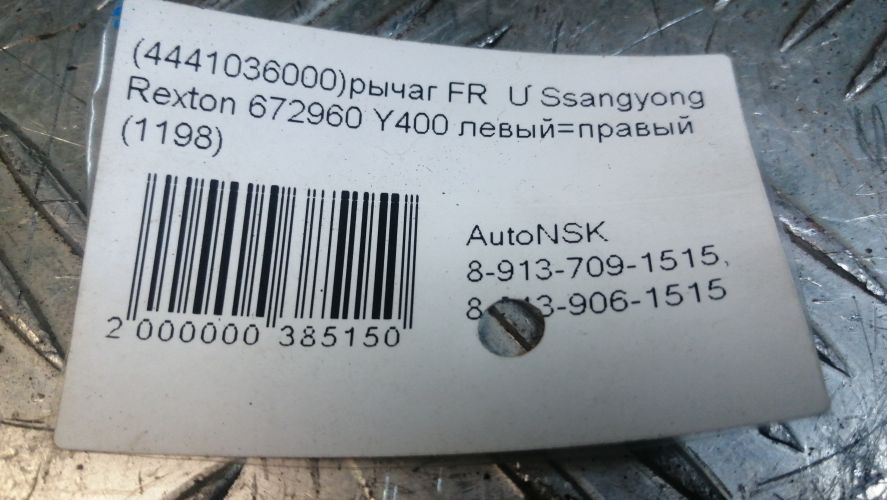 (4441036000)рычаг FR Ư Ssangyong
Rexton 672960 Y400 левый=правый
(1198)
AutoNSK
8-913-709-1515,
3-906-1515
2 000000 385150